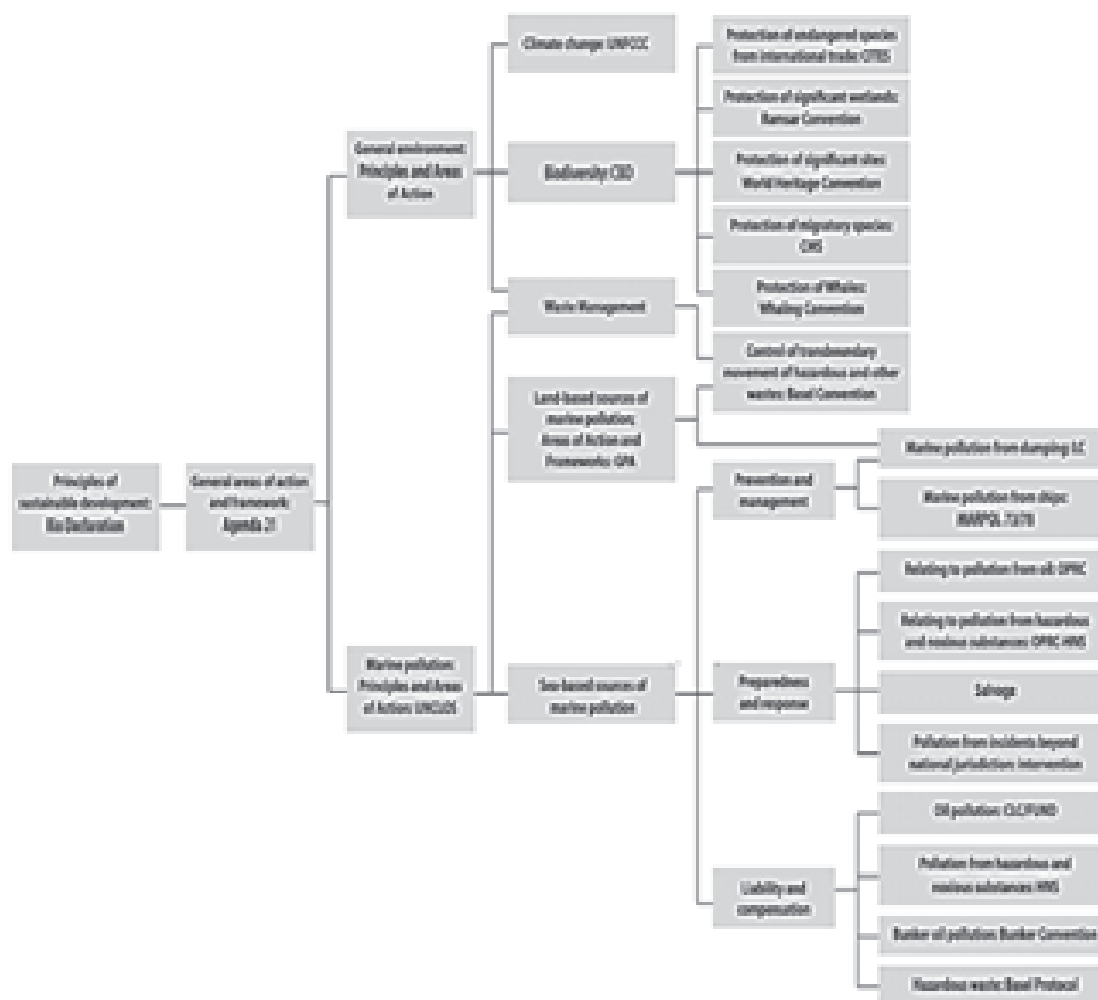 Climate change: UNFCCC
Protection of endangered species
from international trade: CITES
Protection of significant wetlands:
Ramsar Convention
General environment:
Principles and Areas
of Action
Biodiversity: CBD
Protection of significant sites:
World Heritage Convention
Protection of migratory species:
CMS
Protection of Whales:
Whaling Convention
Waste Management
Control of transboundary
movement of hazardous and other
wastes: Basel Convention
Land-based sources of
marine pollution:
Areas of Action and
Frameworks: GPA
Marine pollution from dumping: LC
Principles of
sustainable development:
Rio Declaration
General areas of action
and framework:
Agenda 21
Prevention and
management
Marine pollution from ships:
MARPOL 73/78
Relating to pollution from oil: OPRC
Relating to pollution from hazardous
and noxious substances: OPRC-HNS
Marine pollution:
Principles and Areas
of Action: UNCLOS
Sea-based sources of
marine pollution
Preparedness
and response
Salvage
Pollution from incidents beyond
national jurisdiction: intervention
Oil pollution: CLC/FUND
Liability and
compensation
Pollution from hazardous and
noxious substances: HNS
Bunker oil pollution: Bunker Convention
Hazardous waste: Basel Protocol